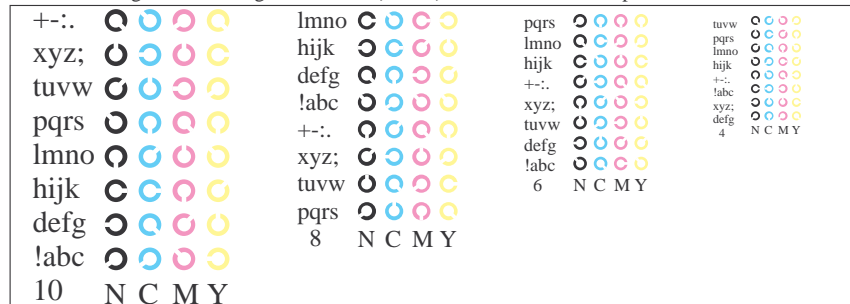 +-:.
xyz;
tuvw
pqrs
lmno
hijk
defg
!abc
10 N C M Y
lmno
hijk
defg
!abc
+-:.
xyz;
tuvw
pqrs
8 N C M Y
pqrs
lmno
hijk
+-:.
xyz;
tuvw
defg
!abc
6 N C M Y
tuvw
pqrs
lmno
hijk
+-:.
!abc
xyz;
defg
4 N C M Y